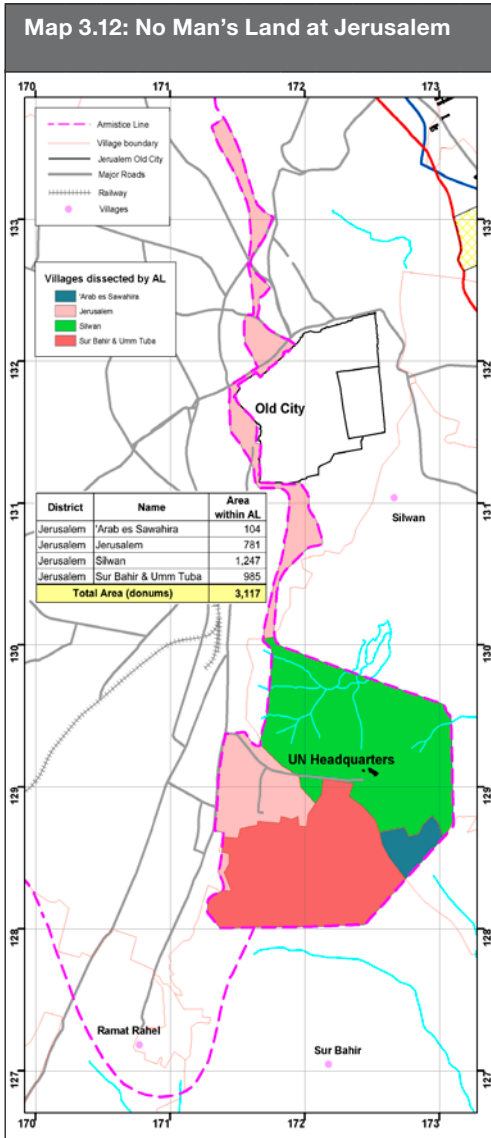 Map 3.12: No Man's Land at Jerusalem
170 171 172 173
Armistice Line
Village boundary
Jerualem Old City
Major Roads
Railway
Villages
133 133
Villages dissected by AL
'Arab es Sawahira
Jerusalem
Silwan
Sur Bahir & Umm Tuba
132 132
Old City
District Name Area within AL
Jerusalem 'Arab es Sawahira 104
Jerusalem Jerusalem 781
Jerusalem Silwan 1,247
Jerusalem Sur Bahir & Umm Tuba 985
Total Area (donums) 3,117
131 131
Silwan
130 130
UN Headquarters
129 129
128 128
Ramat Rahel
Sur Bahir
127 127
170 171 172 173